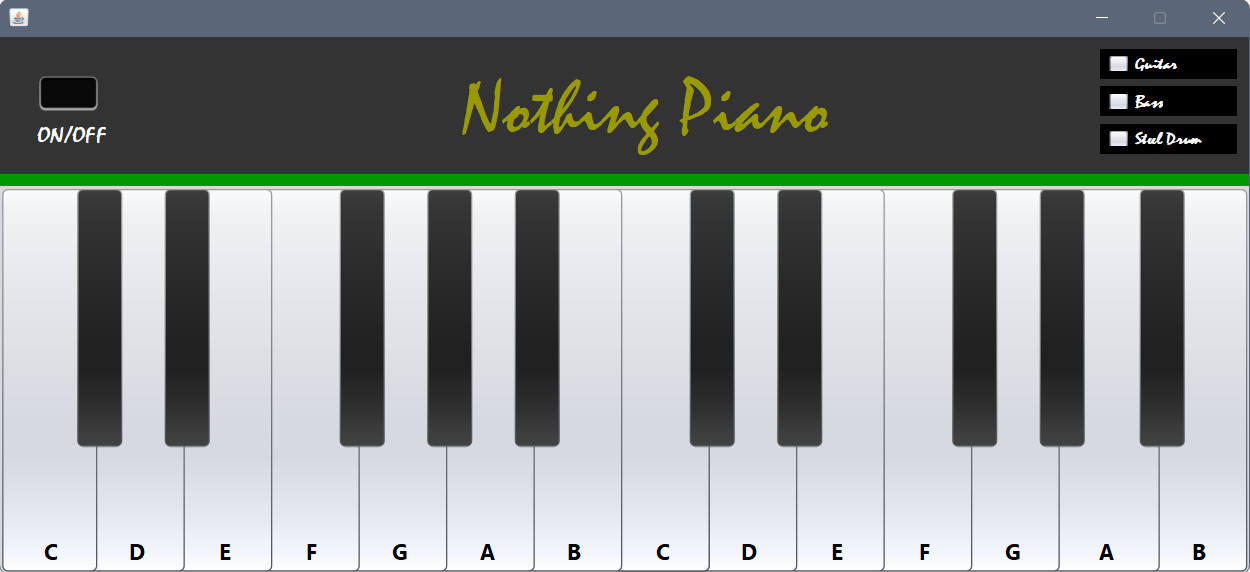 Nothing Piano
ON/OFF
Guitar
Bass
Steel Drum
C D E F G A B C D E F G A B